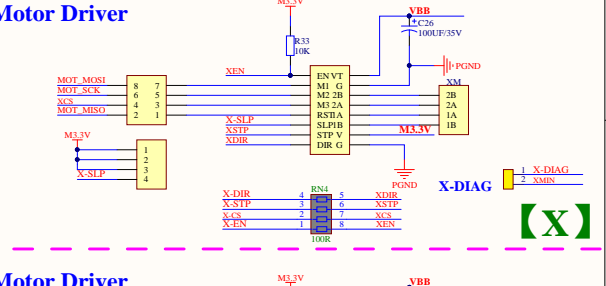 Motor Driver
M3.3V
VBB
C26
100UF/35V
R33
10K
PGND
XEN
EN VT
M1 G
M2 2B
M3 2A
RST 1A
SLP 1B
STP V
DIR G
XM
2B
2A
1A
1B
MOT_MOSI
MOT_SCK
XCS
MOT_MISO
8 7
6 5
4 3
2 1
X-SLP
XSTP
XDIR
M3.3V
M3.3V
1
2
3
4
X-SLP
PGND
X-DIAG
1 X-DIAG
2 XMIN
RN4
X-DIR 4 5 XDIR
X-STP 3 6 XSTP
X-CS 2 7 XCS
X-EN 1 8 XEN
100R
【X】
Motor Driver
M3.3V
VBB